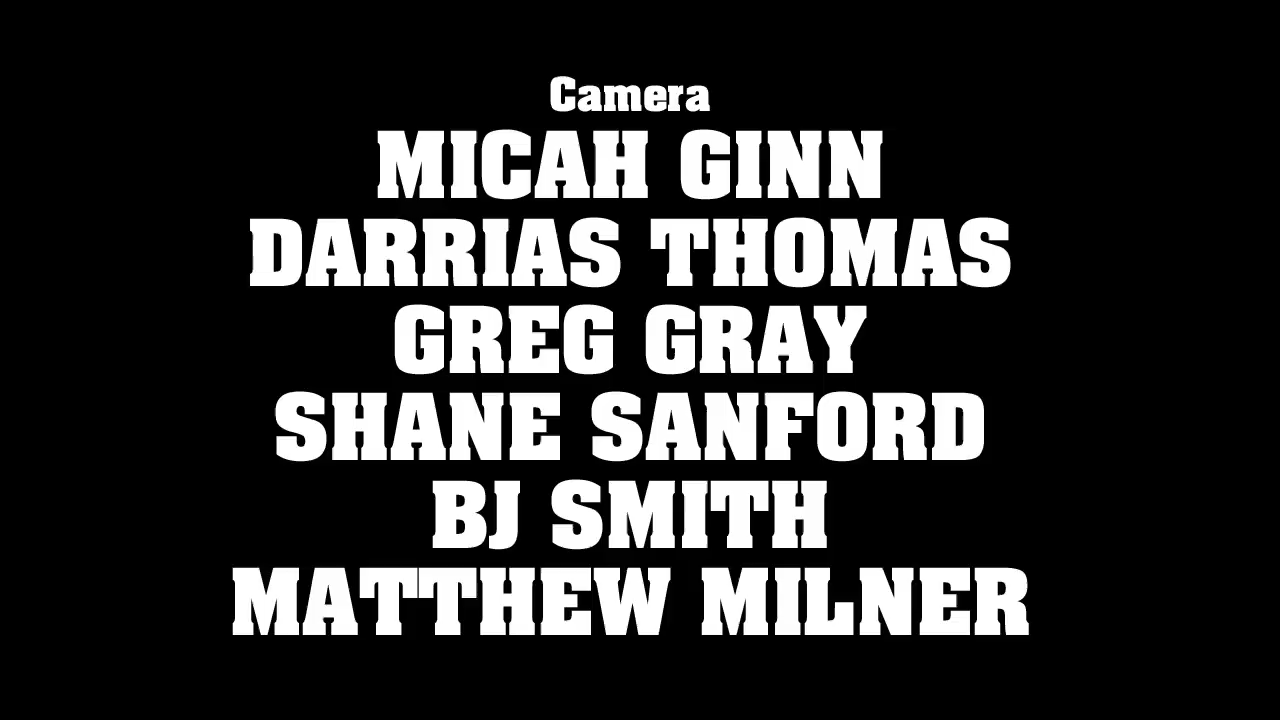 Camera
MICAH GINN
DARRIAS THOMAS
GREG GRAY
SHANE SANFORD
BJ SMITH
MATTHEW MILNER